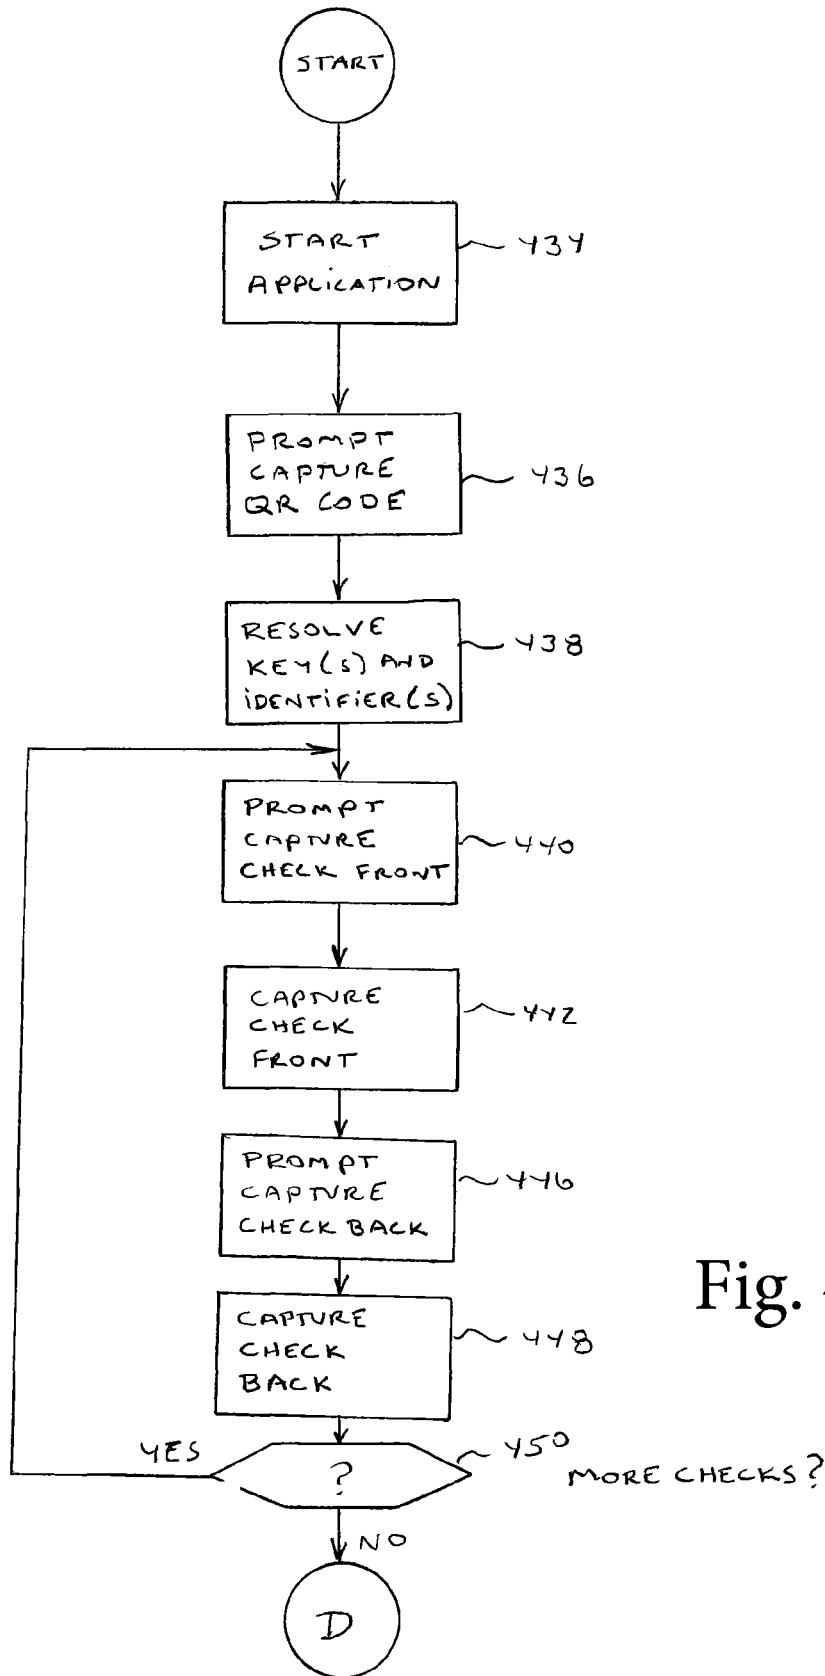 START
START
APPLICATION
434
PROMPT
CAPTURE
QR CODE
436
RESOLVE
KEY(S) AND
IDENTIFIER(S)
438
PROMPT
CAPTURE
CHECK FRONT
440
CAPTURE
CHECK
FRONT
442
PROMPT
CAPTURE
CHECK BACK
446
Fig.
CAPTURE
CHECK
BACK
448
YES
?
450
MORE CHECKS?
NO
D